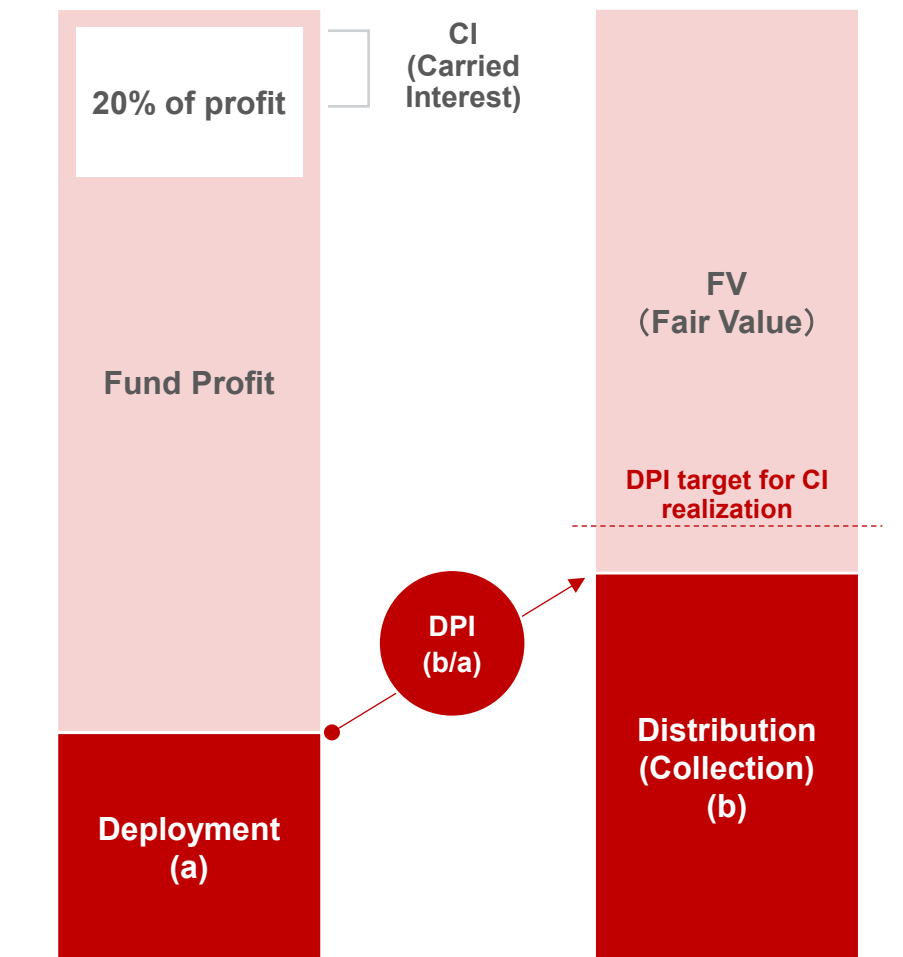 20% of profit
CI
(Carried
Interest)
Fund Profit
Deployment
(a)
DPI
(b/a)
FV
（Fair Value）
DPI target for CI
realization
Distribution
(Collection)
(b)